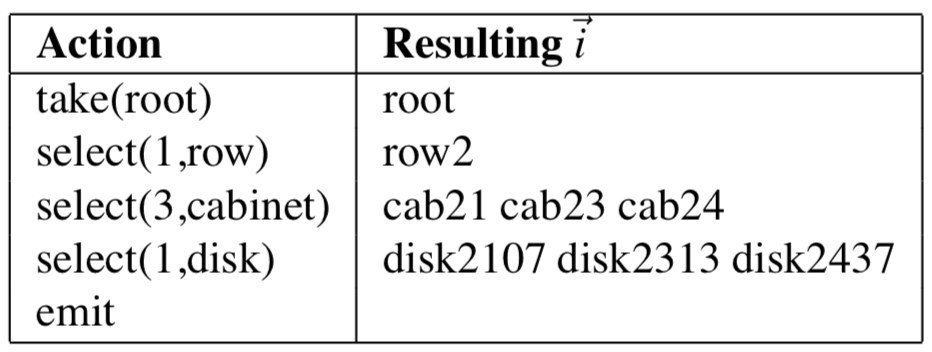 Action Resulting i⃗
take(root) root
select(1,row) row2
select(3,cabinet) cab21 cab23 cab24
select(1,disk) disk2107 disk2313 disk2437
emit